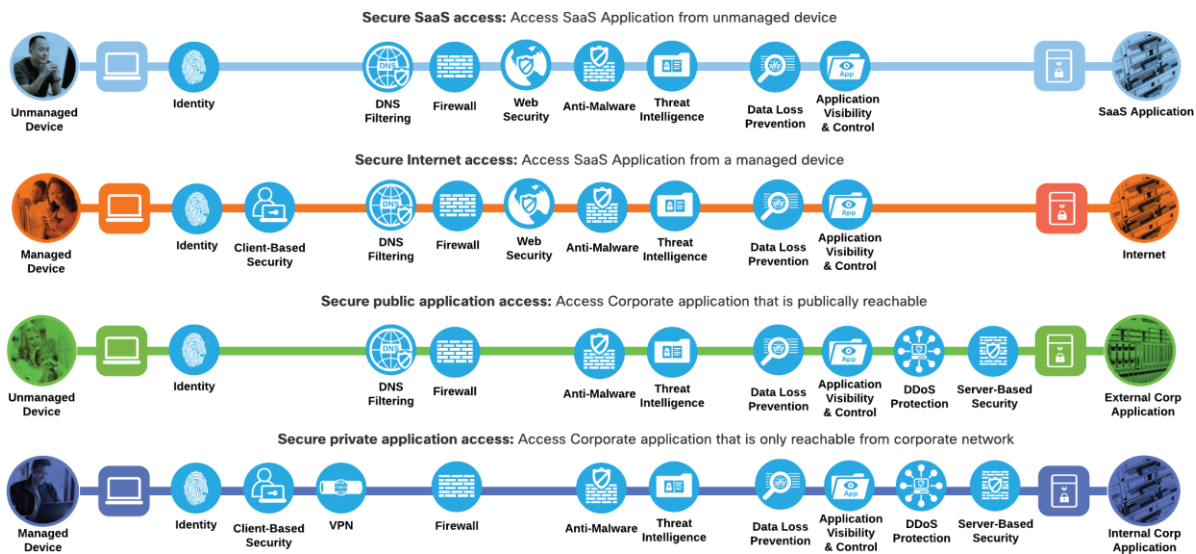 Secure SaaS access: Access SaaS Application from unmanaged device
DNS
App
Unmanaged
Device
Identity
DNS
Filtering
Firewall
Web
Security
Anti-Malware
Threat
Intelligence
Data Loss
Prevention
Application
Visibility
& Control
SaaS Application
Secure Internet access: Access SaaS Application from a managed device
DNS
App
Managed
Device
Identity
Client-Based
Security
DNS
Filtering
Firewall
Web
Security
Anti-Malware
Threat
Intelligence
Data Loss
Prevention
Application
Visibility
& Control
Internet
Secure public application access: Access Corporate application that is publically reachable
DNS
App
Unmanaged
Device
Identity
DNS
Filtering
Firewall
Anti-Malware
Threat
Intelligence
Data Loss
Prevention
Application
Visibility
& Control
DDoS
Protection
Server-Based
Security
External Corp
Application
Secure private application access: Access Corporate application that is only reachable from corporate network
App
Managed
Device
Identity
Client-Based
Security
VPN
Firewall
Anti-Malware
Threat
Intelligence
Data Loss
Prevention
Application
Visibility
& Control
DDoS
Protection
Server-Based
Security
Internal Corp
Application